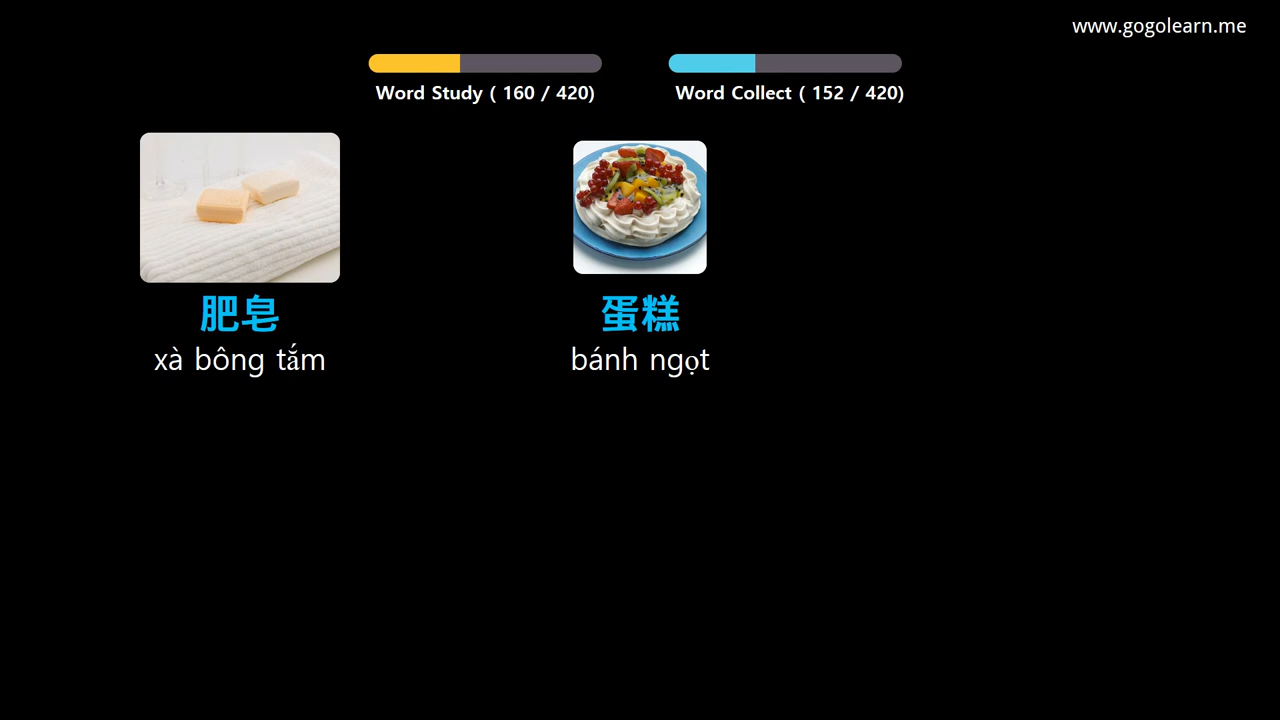 www.gogolearn.me
Word Study ( 160 / 420)
Word Collect ( 152 / 420)
肥皂
xà bông tắm
蛋糕
bánh ngọt